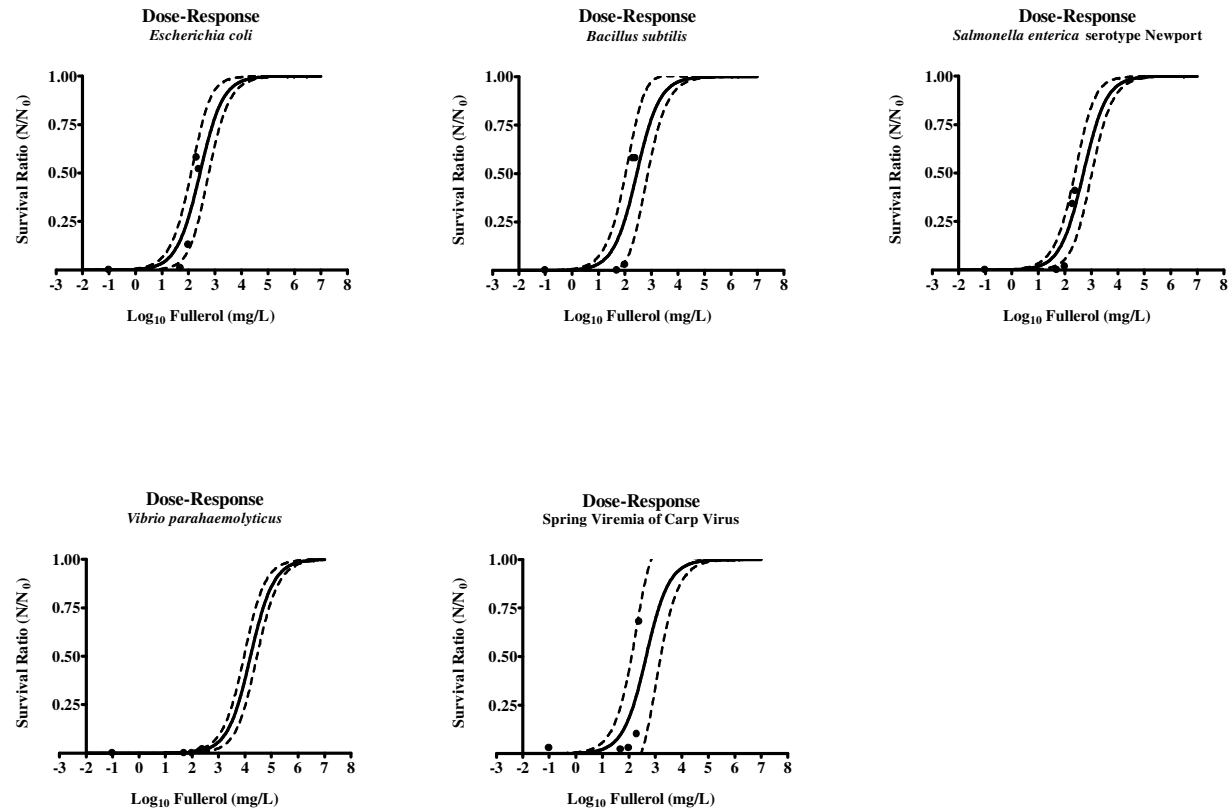 Dose-Response
Escherichia coli
1.00
0.75
0.50
0.25
Survival Ratio (N/N0)
-3 -2 -1 0 1 2 3 4 5 6 7 8
Log10 Fullerol (mg/L)
Dose-Response
Bacillus subtilis
1.00
0.75
0.50
0.25
Survival Ratio (N/N0)
-3 -2 -1 0 1 2 3 4 5 6 7 8
Log10 Fullerol (mg/L)
Dose-Response
Salmonella enterica serotype Newport
1.00
0.75
0.50
0.25
Survival Ratio (N/N0)
-3 -2 -1 0 1 2 3 4 5 6 7 8
Log10 Fullerol (mg/L)
Dose-Response
Vibrio parahaemolyticus
1.00
0.75
0.50
0.25
Survival Ratio (N/N0)
-3 -2 -1 0 1 2 3 4 5 6 7 8
Log10 Fullerol (mg/L)
Dose-Response
Spring Viremia of Carp Virus
1.00
0.75
0.50
0.25
Survival Ratio (N/N0)
-3 -2 -1 0 1 2 3 4 5 6 7 8
Log10 Fullerol (mg/L)